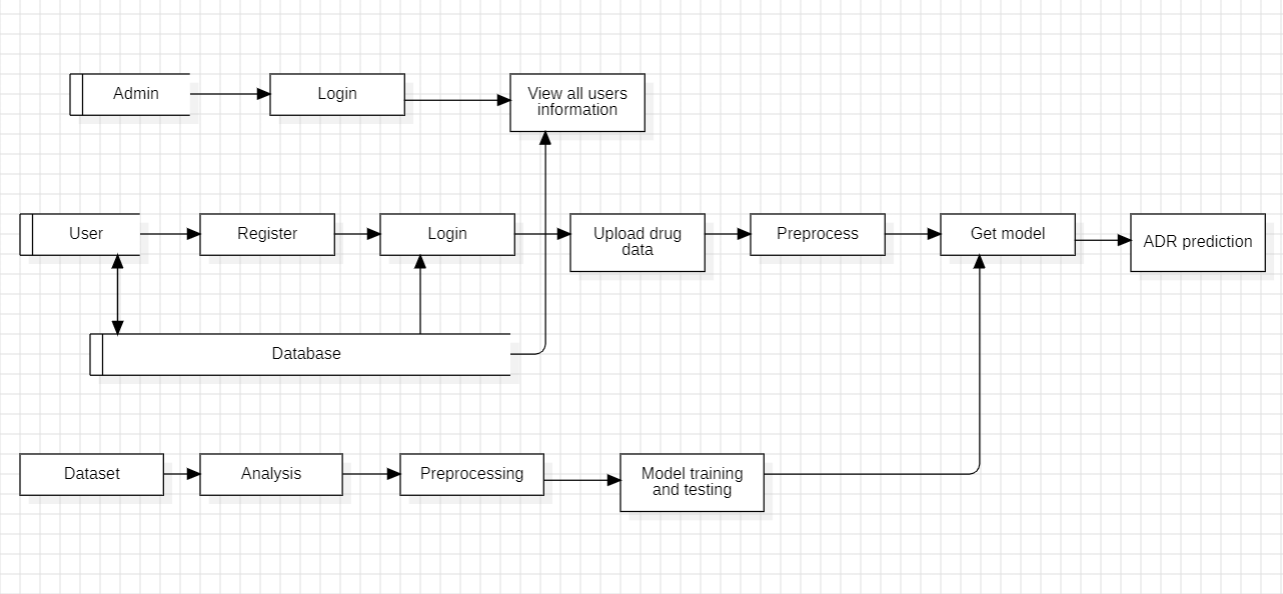 Admin
Login
View all users
information
User
Register
Login
Upload drug
data
Preprocess
Get model
ADR prediction
Database
Dataset
Analysis
Preprocessing
Model training
and testing